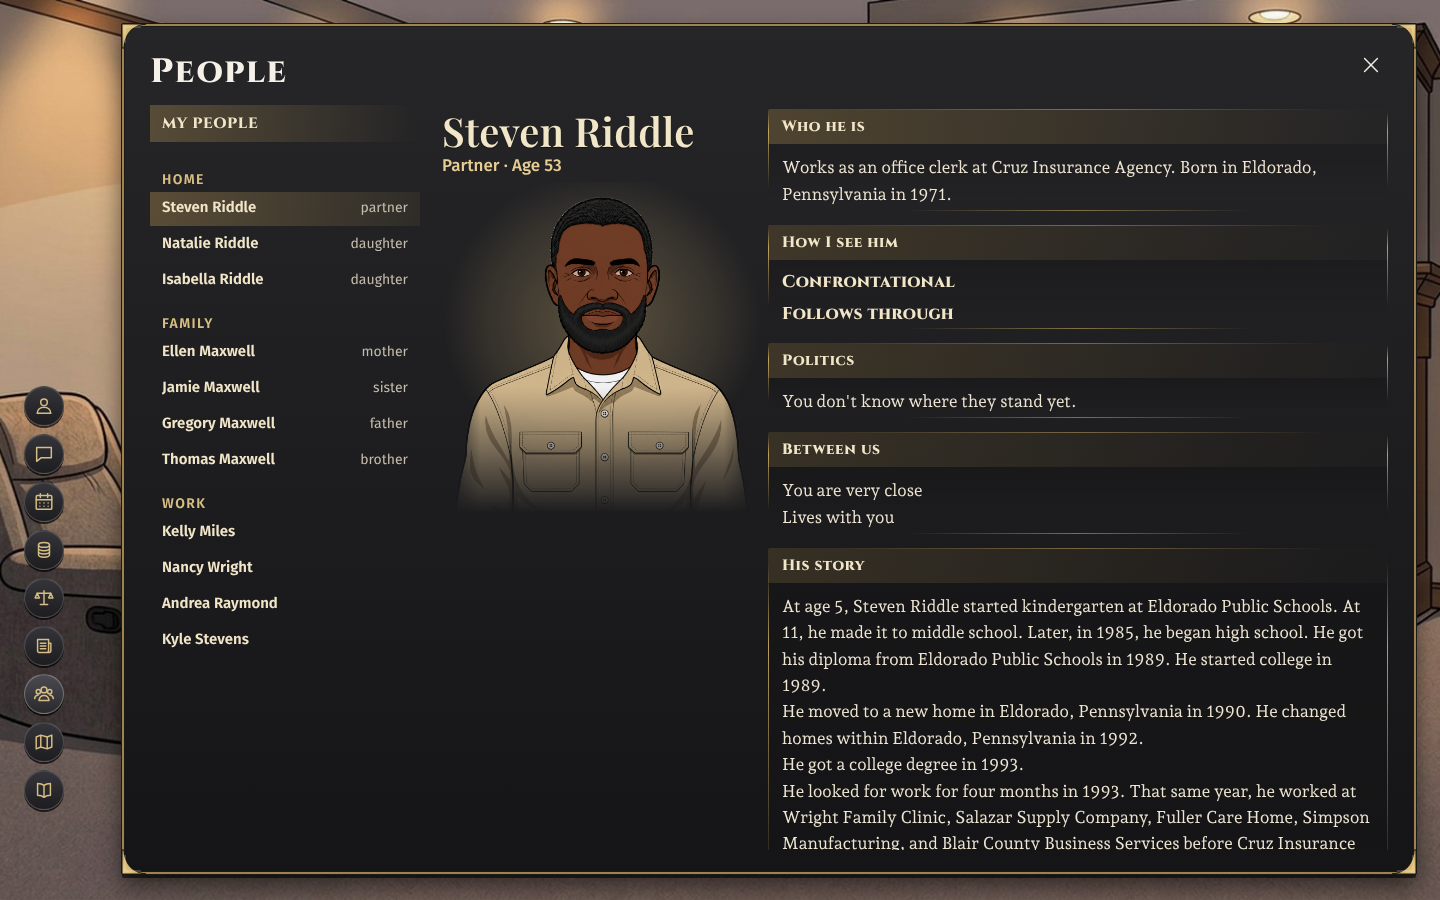 People
My People
HOME
Steven Riddle partner
Natalie Riddle daughter
Isabella Riddle daughter
FAMILY
Ellen Maxwell mother
Jamie Maxwell sister
Gregory Maxwell father
Thomas Maxwell brother
WORK
Kelly Miles
Nancy Wright
Andrea Raymond
Kyle Stevens
Steven Riddle
Partner · Age 53
Who he is
Works as an office clerk at Cruz Insurance Agency. Born in Eldorado,
Pennsylvania in 1971.
How I see him
Confrontational
Follows through
Politics
You don't know where they stand yet.
Between us
You are very close
Lives with you
His story
At age 5, Steven Riddle started kindergarten at Eldorado Public Schools. At
11, he made it to middle school. Later, in 1985, he began high school. He got
his diploma from Eldorado Public Schools in 1989. He started college in
1989.
He moved to a new home in Eldorado, Pennsylvania in 1990. He changed
homes within Eldorado, Pennsylvania in 1992.
He got a college degree in 1993.
He looked for work for four months in 1993. That same year, he worked at
Wright Family Clinic, Salazar Supply Company, Fuller Care Home, Simpson
Manufacturing, and Blair County Business Services before Cruz Insurance